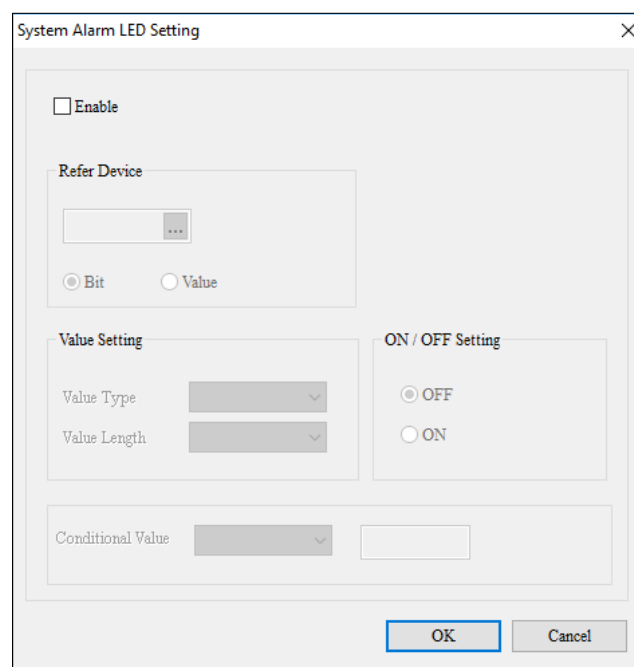 System Alarm LED Setting
Enable
Refer Device
...
Bit Value
Value Setting
Value Type
Value Length
ON / OFF Setting
OFF
ON
Conditional Value
OK Cancel